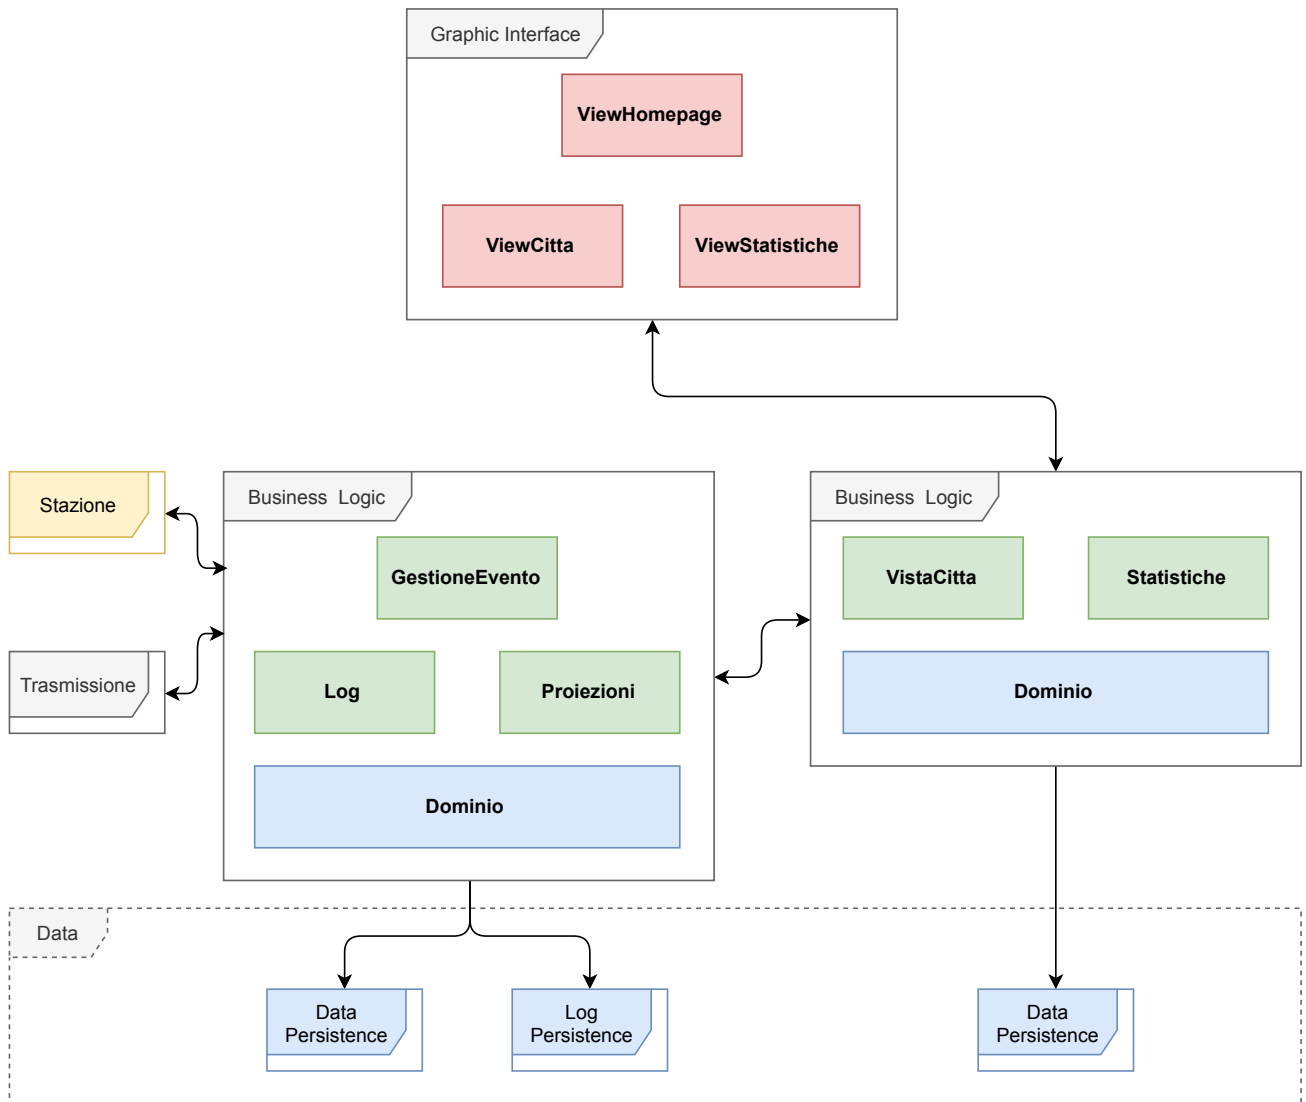 Graphic Interface
ViewHomepage
ViewCitta
ViewStatistiche
Stazione
Trasmissione
Business Logic
GestioneEvento
Log
Proiezioni
Dominio
Business Logic
VistaCitta
Statistiche
Dominio
Data
Data
Persistence
Log
Persistence
Data
Persistence